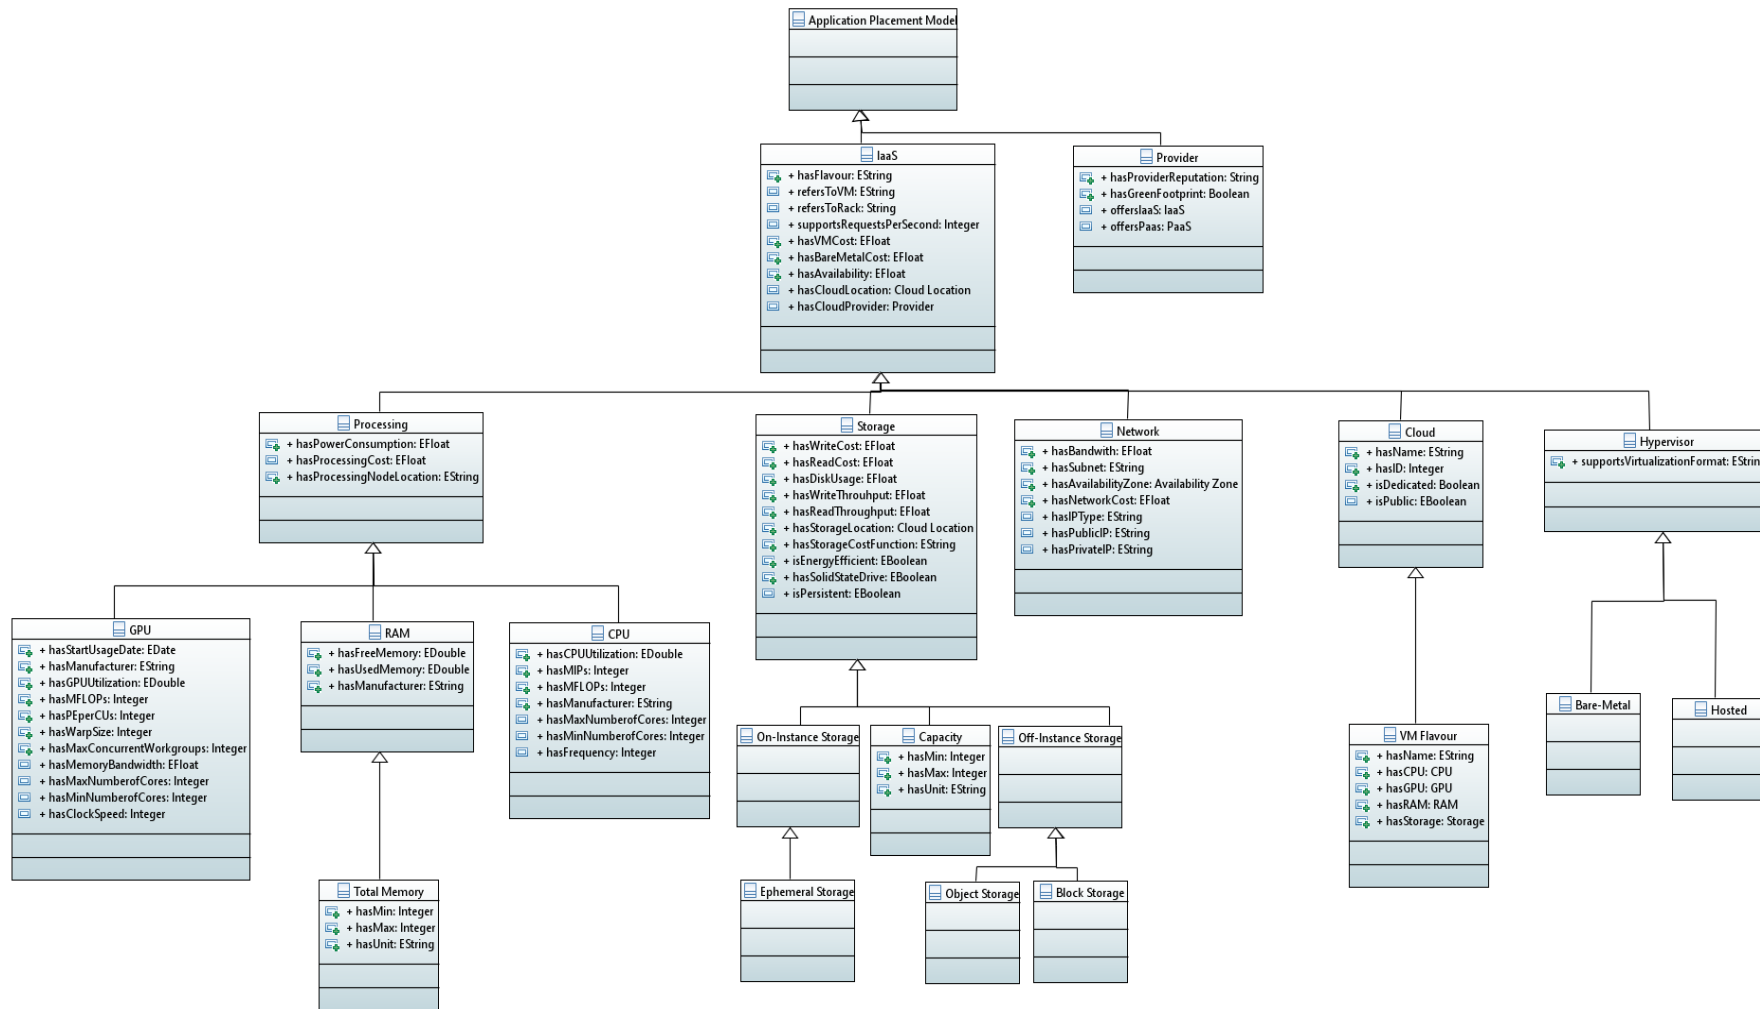 Application Placement Model
IaaS
+ hasFlavour: EString
+ refersToVM: EString
+ refersToRack: String
+ supportsRequestsPerSecond: Integer
+ hasVMCost: EFloat
+ hasBareMetalCost: EFloat
+ hasAvailability: EFloat
+ hasCloudLocation: Cloud Location
+ hasCloudProvider: Provider
Provider
+ hasProviderReputation: String
+ hasGreenFootprint: Boolean
+ offersIaaS: IaaS
+ offersPaas: PaaS
Processing
+ hasPowerConsumption: EFloat
+ hasProcessingCost: EFloat
+ hasProcessingNodeLocation: EString
Storage
+ hasWriteCost: EFloat
+ hasReadCost: EFloat
+ hasDiskUsage: EFloat
+ hasWriteThrouhput: EFloat
+ hasReadThroughput: EFloat
+ hasStorageLocation: Cloud Location
+ hasStorageCostFunction: EString
+ isEnergyEfficient: EBoolean
+ hasSolidStateDrive: EBoolean
+ isPersistent: EBoolean
Network
+ hasBandwith: EFloat
+ hasSubnet: EString
+ hasAvailabilityZone: Availability Zone
+ hasNetworkCost: EFloat
+ hasIPType: EString
+ hasPublicIP: EString
+ hasPrivateIP: EString
Cloud
+ hasName: EString
+ hasID: Integer
+ isDedicated: Boolean
+ isPublic: EBoolean
Hypervisor
+ supportsVirtualizationFormat: EStrin
GPU
+ hasStartUsageDate: EDate
+ hasManufacturer: EString
+ hasGPUUtilization: EDouble
+ hasMFLOPs: Integer
+ hasPEperCUs: Integer
+ hasWarpSize: Integer
+ hasMaxConcurrentWorkgroups: Integer
+ hasMemoryBandwidth: EFloat
+ hasMaxNumberofCores: Integer
+ hasMinNumberofCores: Integer
+ hasClockSpeed: Integer
RAM
+ hasFreeMemory: EDouble
+ hasUsedMemory: EDouble
+ hasManufacturer: EString
CPU
+ hasCPUUtilization: EDouble
+ hasMIPs: Integer
+ hasMFLOPs: Integer
+ hasManufacturer: EString
+ hasMaxNumberofCores: Integer
+ hasMinNumberofCores: Integer
+ hasFrequency: Integer
On-Instance Storage
Capacity
+ hasMin: Integer
+ hasMax: Integer
+ hasUnit: EString
Off-Instance Storage
VM Flavour
+ hasName: EString
+ hasCPU: CPU
+ hasGPU: GPU
+ hasRAM: RAM
+ hasStorage: Storage
Bare-Metal
Hosted
Total Memory
+ hasMin: Integer
+ hasMax: Integer
+ hasUnit: EString
Ephemeral Storage
Object Storage
Block Storage